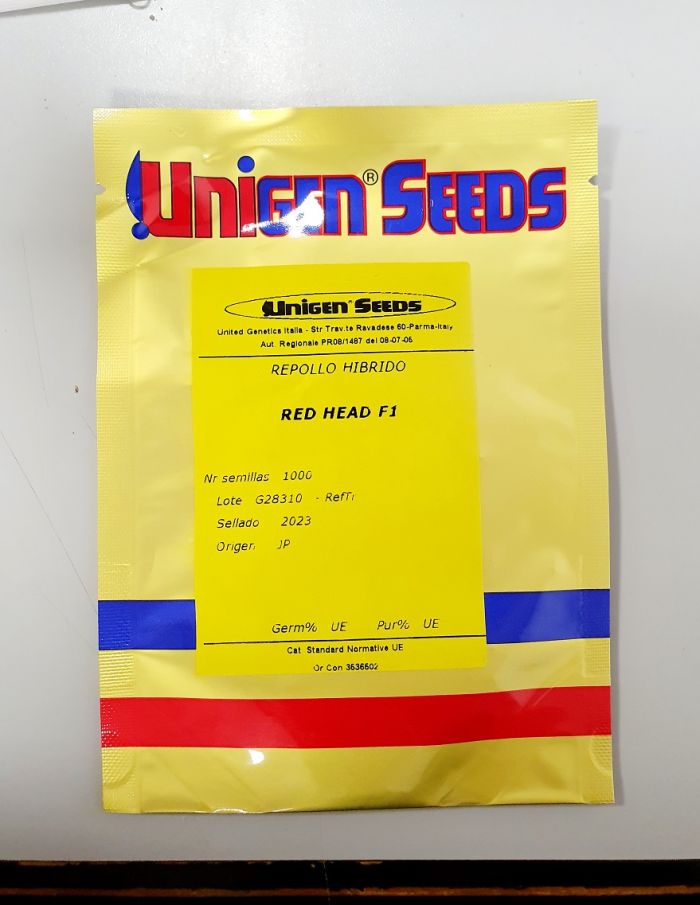 UNIGEN® SEEDS
UNIGEN® SEEDS
United Genetics Italia - Str Trav.te Ravadese 60-Parma-Italy
Aut. Regionale PR08/1487 del 08-07-06
REPOLLO HIBRIDO
RED HEAD F1
Nr semillas 1000
Lote G28310 -
Sellado 2023
Origen JP
Germ% UE Pur% UE
Cat Standard Normative UE
Or Con 3636602